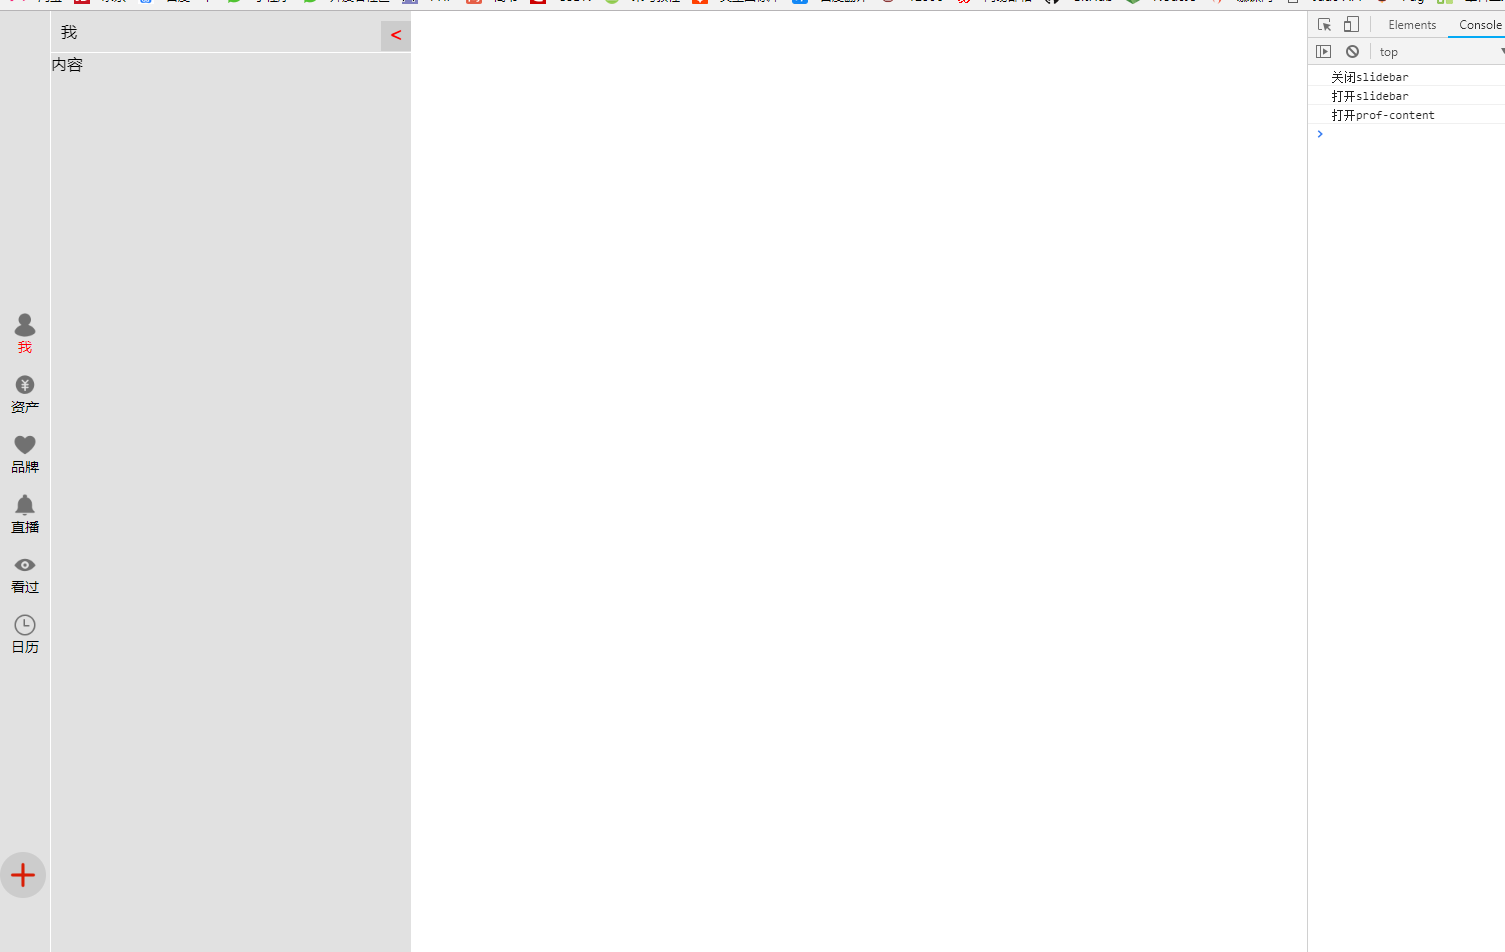 我
<
内容
我
资产
品牌
直播
看过
日历
Elements
Console
top
关闭slidebar
打开slidebar
打开prof-content